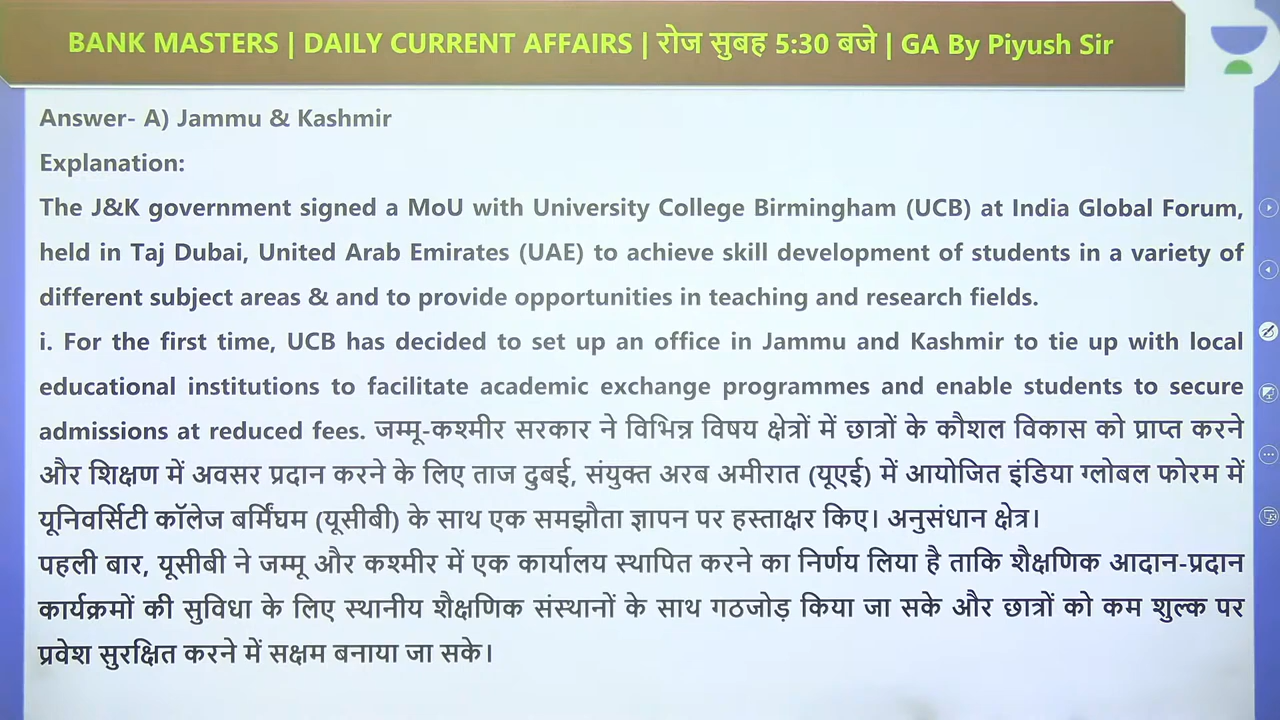 BANK MASTERS | DAILY CURRENT AFFAIRS | रोज सुबह 5:30 बजे | GA By Piyush Sir
Answer- A) Jammu & Kashmir
Explanation:
The J&K government signed a MoU with University College Birmingham (UCB) at India Global Forum,
held in Taj Dubai, United Arab Emirates (UAE) to achieve skill development of students in a variety of
different subject areas & and to provide opportunities in teaching and research fields.
i. For the first time, UCB has decided to set up an office in Jammu and Kashmir to tie up with local
educational institutions to facilitate academic exchange programmes and enable students to secure
admissions at reduced fees. जम्मू-कश्मीर सरकार ने विभिन्न विषय क्षेत्रों में छात्रों के कौशल विकास को प्राप्त करने
और शिक्षण में अवसर प्रदान करने के लिए ताज दुबई, संयुक्त अरब अमीरात (यूएई) में आयोजित इंडिया ग्लोबल फोरम में
यूनिवर्सिटी कॉलेज बर्मिंघम (यूसीबी) के साथ एक समझौता ज्ञापन पर हस्ताक्षर किए। अनुसंधान क्षेत्र।
पहली बार, यूसीबी ने जम्मू और कश्मीर में एक कार्यालय स्थापित करने का निर्णय लिया है ताकि शैक्षणिक आदान-प्रदान
कार्यक्रमों की सुविधा के लिए स्थानीय शैक्षणिक संस्थानों के साथ गठजोड़ किया जा सके और छात्रों को कम शुल्क पर
प्रवेश सुरक्षित करने में सक्षम बनाया जा सके।